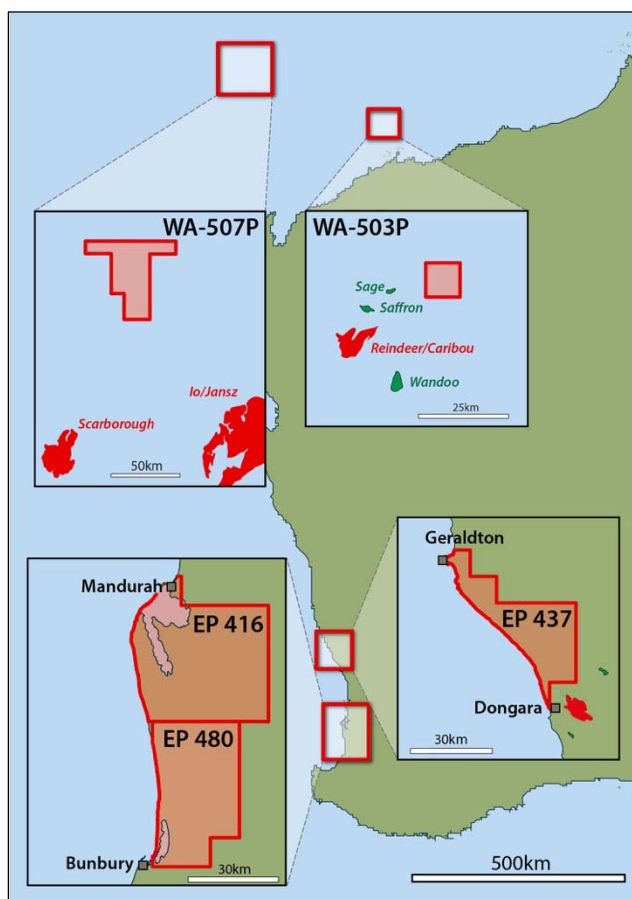 WA-507P
Scarborough
Io/Jansz
50km
WA-503P
Sage
Saffron
Reindeer/Caribou
Wandoo
25km
Mandurah
EP 416
EP 480
Bunbury
30km
Geraldton
EP 437
Dongara
30km
500km